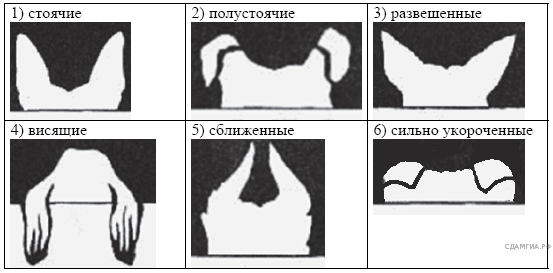 1) стоячие
2) полустоячие
3) развешенные
4) висящие
5) сближенные
6) сильно укороченные
СДАМГИА.РФ